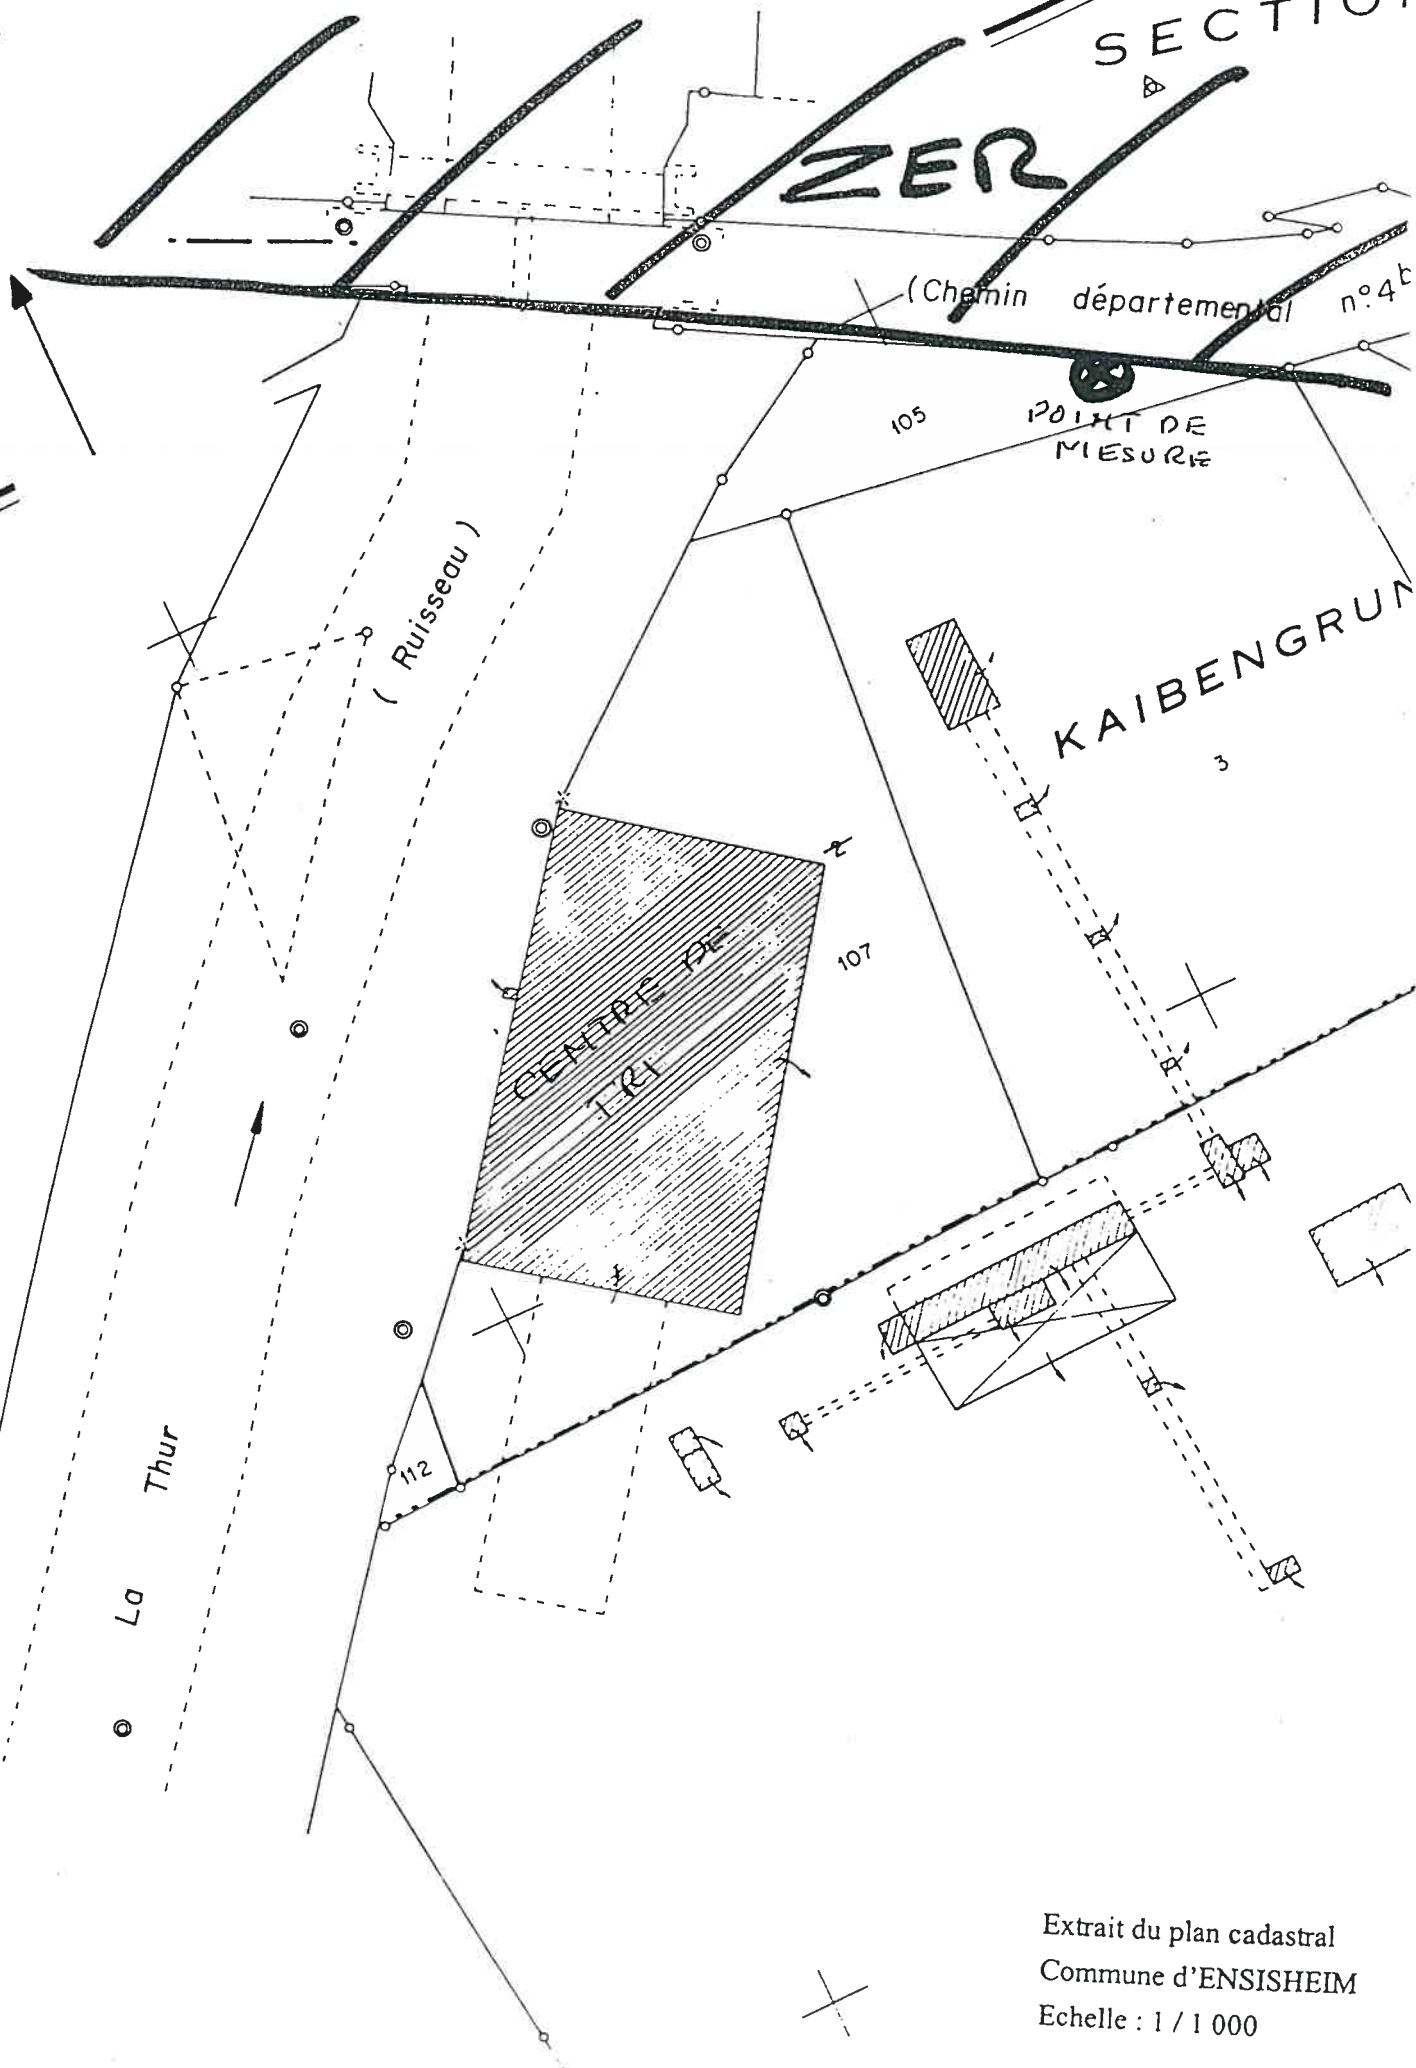 SECTION
ZER
(Chemin départemental n° 4b
105
POINT DE
MESURE
( Ruisseau )
KAIBENGRUN
3
CENTRE DE
TRI
107
112
La Thur
Extrait du plan cadastral
Commune d'ENSISHEIM
Echelle : 1 / 1 000